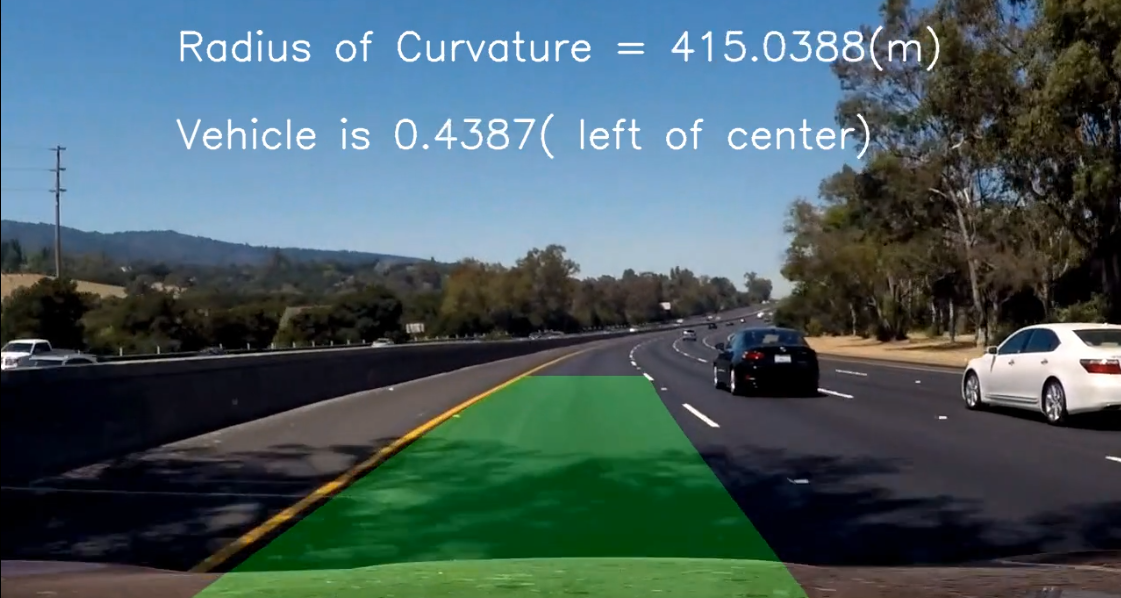 Radius of Curvature = 415.0388(m)
Vehicle is 0.4387( left of center)